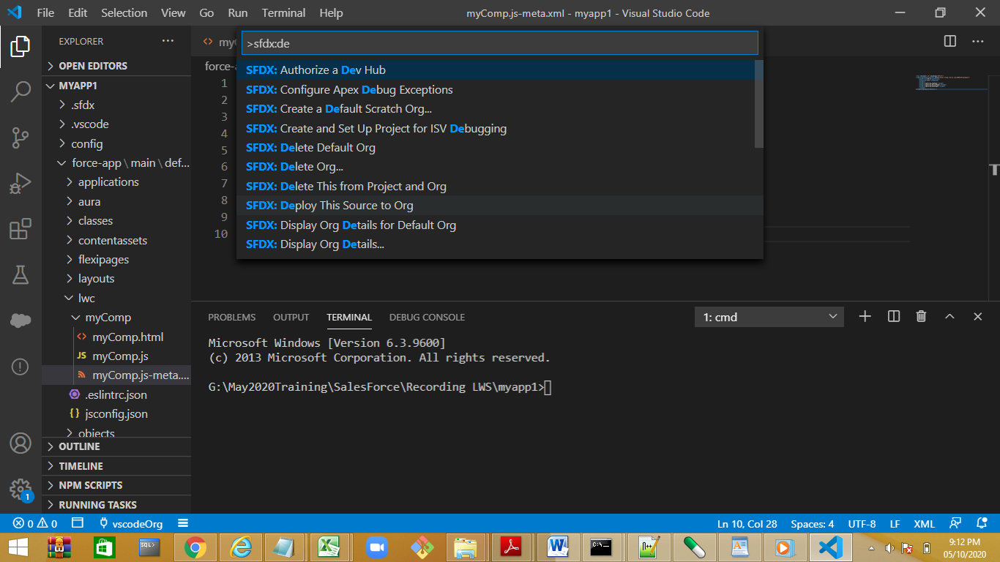 File Edit Selection View Go Run Terminal Help
myComp.js-meta.xml - myapp1 - Visual Studio Code
EXPLORER
OPEN EDITORS
MYAPP1
.sfdx
.vscode
config
force-app \ main \ def...
applications
aura
classes
contentassets
flexipages
layouts
lwc
myComp
myComp.html
JS myComp.js
myComp.js-meta....
.eslintrc.json
{} jsconfig.json
objects
OUTLINE
TIMELINE
NPM SCRIPTS
RUNNING TASKS
1
>sfdx:de
SFDX: Authorize a Dev Hub
SFDX: Configure Apex Debug Exceptions
SFDX: Create a Default Scratch Org...
SFDX: Create and Set Up Project for ISV Debugging
SFDX: Delete Default Org
SFDX: Delete Org...
SFDX: Delete This from Project and Org
SFDX: Deploy This Source to Org
SFDX: Display Org Details for Default Org
SFDX: Display Org Details...
1
2
3
4
5
6
7
8
9
10
PROBLEMS OUTPUT TERMINAL DEBUG CONSOLE
1: cmd
Microsoft Windows [Version 6.3.9600]
(c) 2013 Microsoft Corporation. All rights reserved.
G:\May2020Training\SalesForce\Recording LWS\myapp1>
0 0 vscodeOrg
Ln 10, Col 28 Spaces: 4 UTF-8 LF XML
SQL>
9:12 PM
05/10/2020